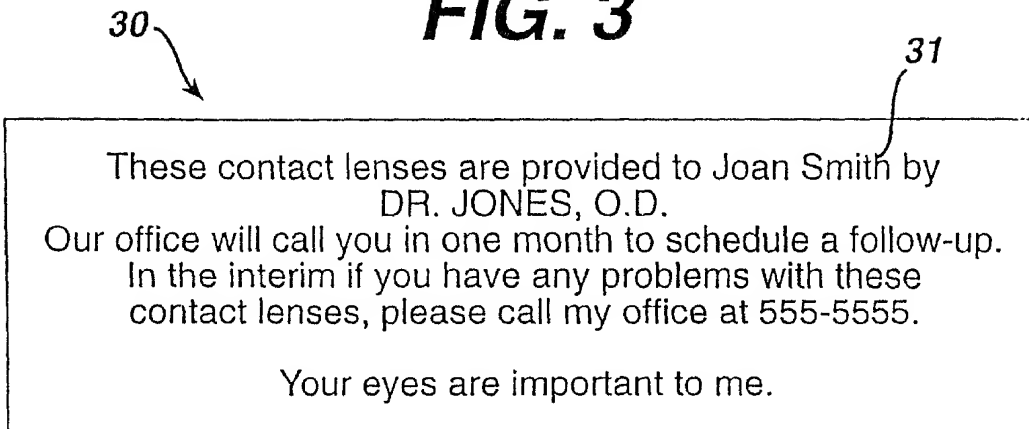 FIG. 3
30
31
These contact lenses are provided to Joan Smith by
DR. JONES, O.D.
Our office will call you in one month to schedule a follow-up.
In the interim if you have any problems with these
contact lenses, please call my office at 555-5555.
Your eyes are important to me.